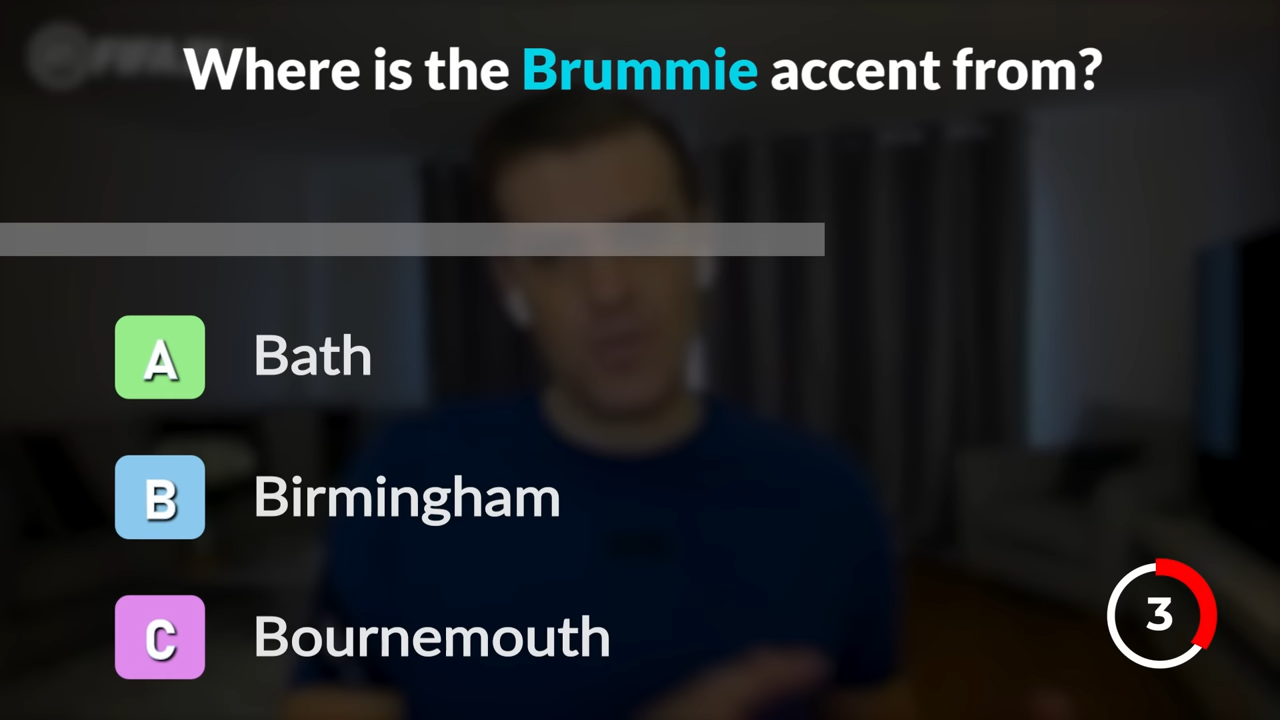 Where is the Brummie accent from?
A Bath
B Birmingham
C Bournemouth
3